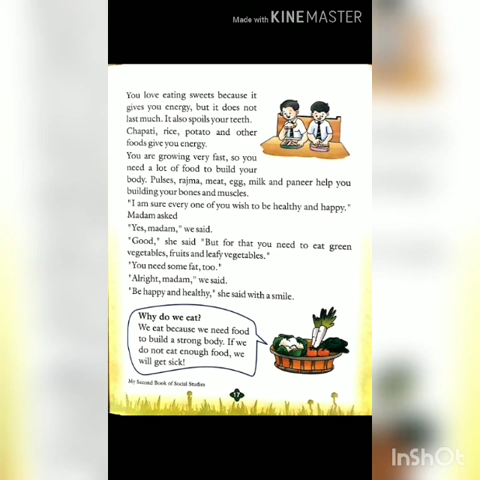 Made with KINEMASTER
You love eating sweets because it
gives you energy, but it does not
last much. It also spoils your teeth.
Chapati, rice, potato and other
foods give you energy.
You are growing very fast, so you
need a lot of food to build your
body. Pulses, rajma, meat, egg, milk and paneer help you
building your bones and muscles.
"I am sure every one of you wish to be healthy and happy."
Madam asked
"Yes, madam," we said.
"Good," she said "But for that you need to eat green
vegetables, fruits and leafy vegetables."
"You need some fat, too."
"Alright, madam," we said.
"Be happy and healthy," she said with a smile.
Why do we eat?
We eat because we need food
to build a strong body. If we
do not eat enough food, we
will get sick!
My Second Book of Social Studies
17
InShOt